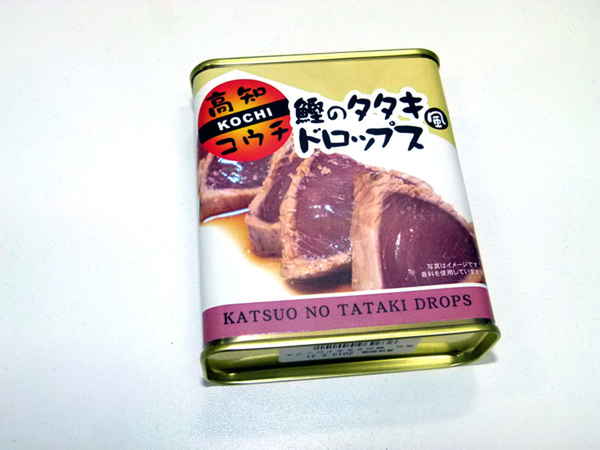 高知
KOCHI
コウチ
鰹のタタキ風
ドロップス
写真はイメージです
香料を使用しています
KATSUO NO TATAKI DROPS